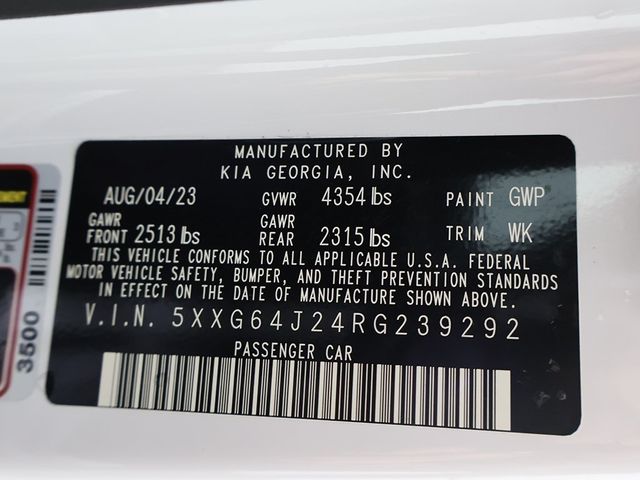 MANUFACTURED BY
KIA GEORGIA, INC.
AUG/04/23 GVWR 4354 lbs PAINT GWP
GAWR FRONT 2513 lbs GAWR REAR 2315 lbs TRIM WK
THIS VEHICLE CONFORMS TO ALL APPLICABLE U.S.A. FEDERAL
MOTOR VEHICLE SAFETY, BUMPER, AND THEFT PREVENTION STANDARDS
IN EFFECT ON THE DATE OF MANUFACTURE SHOWN ABOVE.
V.I.N. 5XXG64J24RG239292
PASSENGER CAR
3500